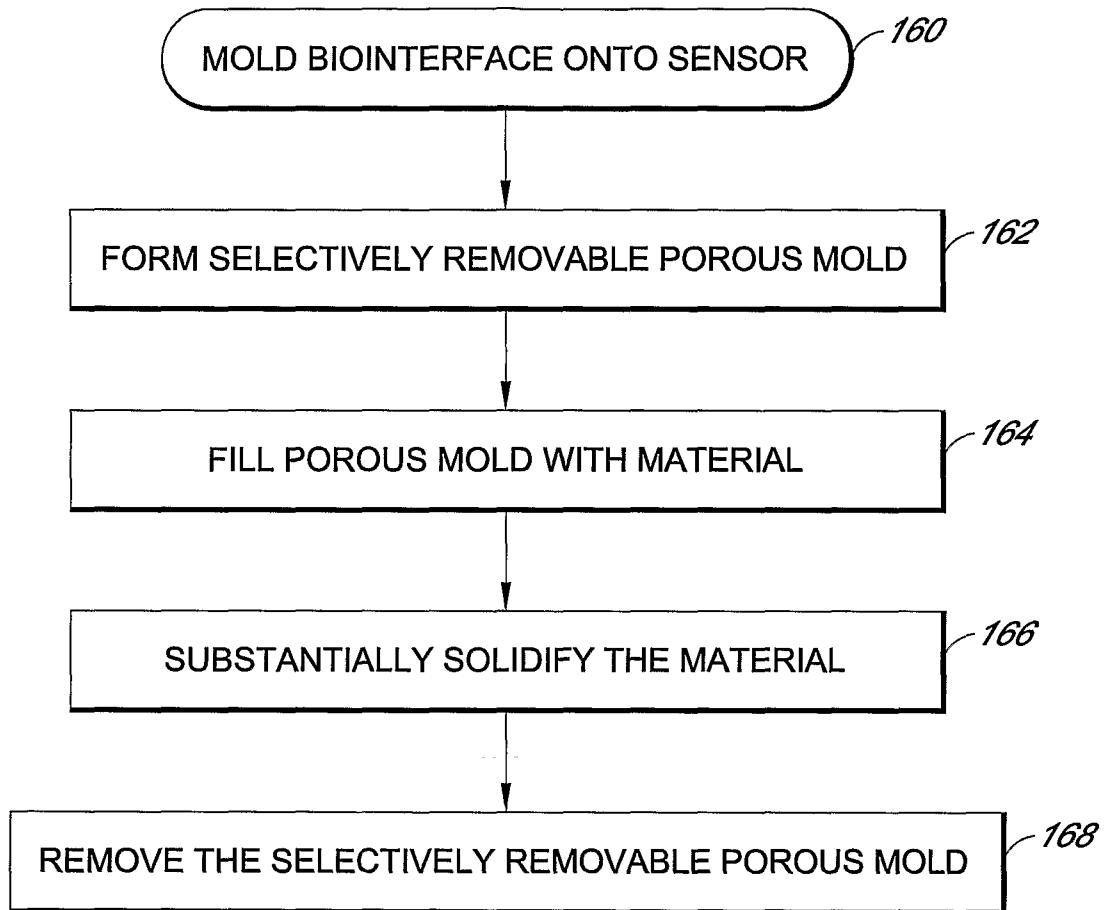 MOLD BIOINTERFACE ONTO SENSOR
160
FORM SELECTIVELY REMOVABLE POROUS MOLD
162
FILL POROUS MOLD WITH MATERIAL
164
SUBSTANTIALLY SOLIDIFY THE MATERIAL
166
REMOVE THE SELECTIVELY REMOVABLE POROUS MOLD
168